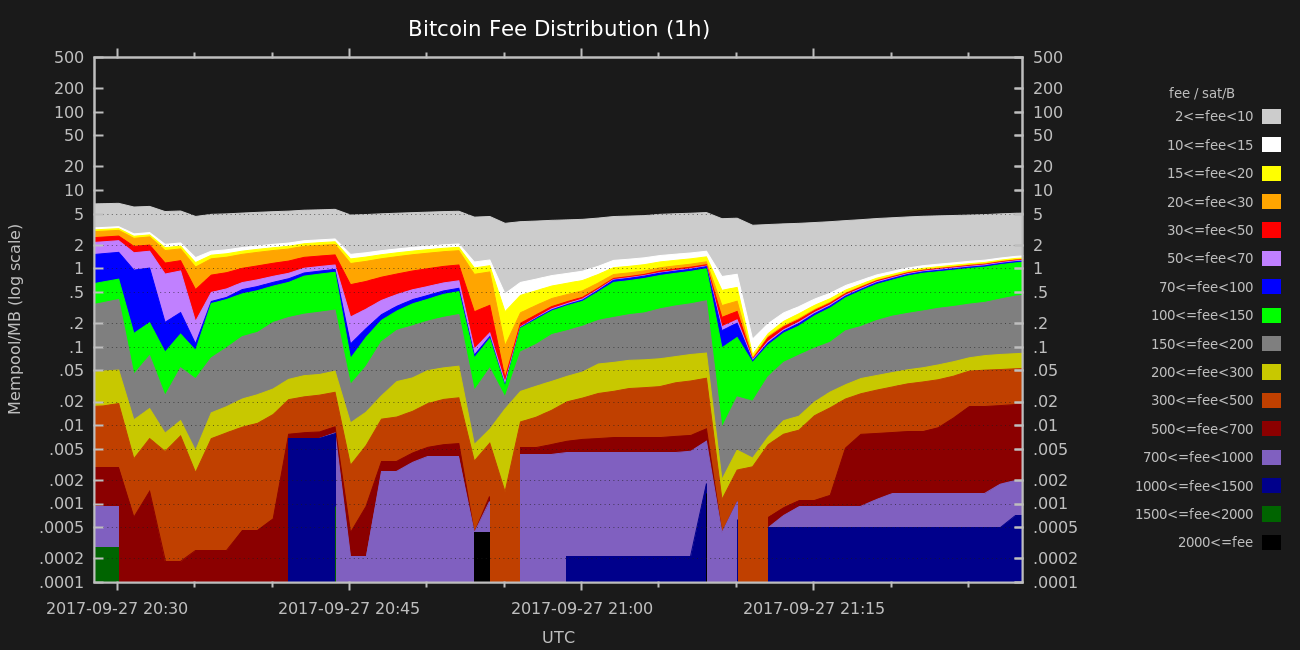 Bitcoin Fee Distribution (1h)
500 500
200 200
100 100
50 50
20 20
10 10
5 5
2 2
1 1
.5 .5
.2 .2
.1 .1
.05 .05
.02 .02
.01 .01
.005 .005
.002 .002
.001 .001
.0005 .0005
.0002 .0002
.0001 .0001
Mempool/MB (log scale)
2017-09-27 20:30 2017-09-27 20:45 2017-09-27 21:00 2017-09-27 21:15
UTC
fee / sat/B
2<=fee<10
10<=fee<15
15<=fee<20
20<=fee<30
30<=fee<50
50<=fee<70
70<=fee<100
100<=fee<150
150<=fee<200
200<=fee<300
300<=fee<500
500<=fee<700
700<=fee<1000
1000<=fee<1500
1500<=fee<2000
2000<=fee